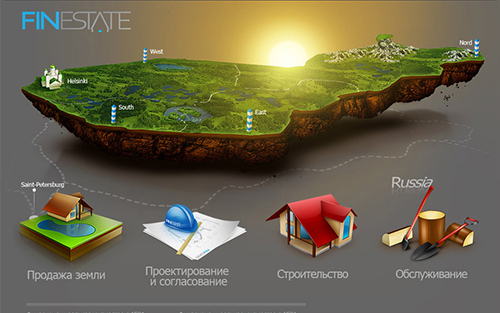 FINESTATE
West
Nord
Helsinki
South
East
Saint-Petersburg
Russia
Продажа земли
Проектирование
и согласование
Строительство
Обслуживание